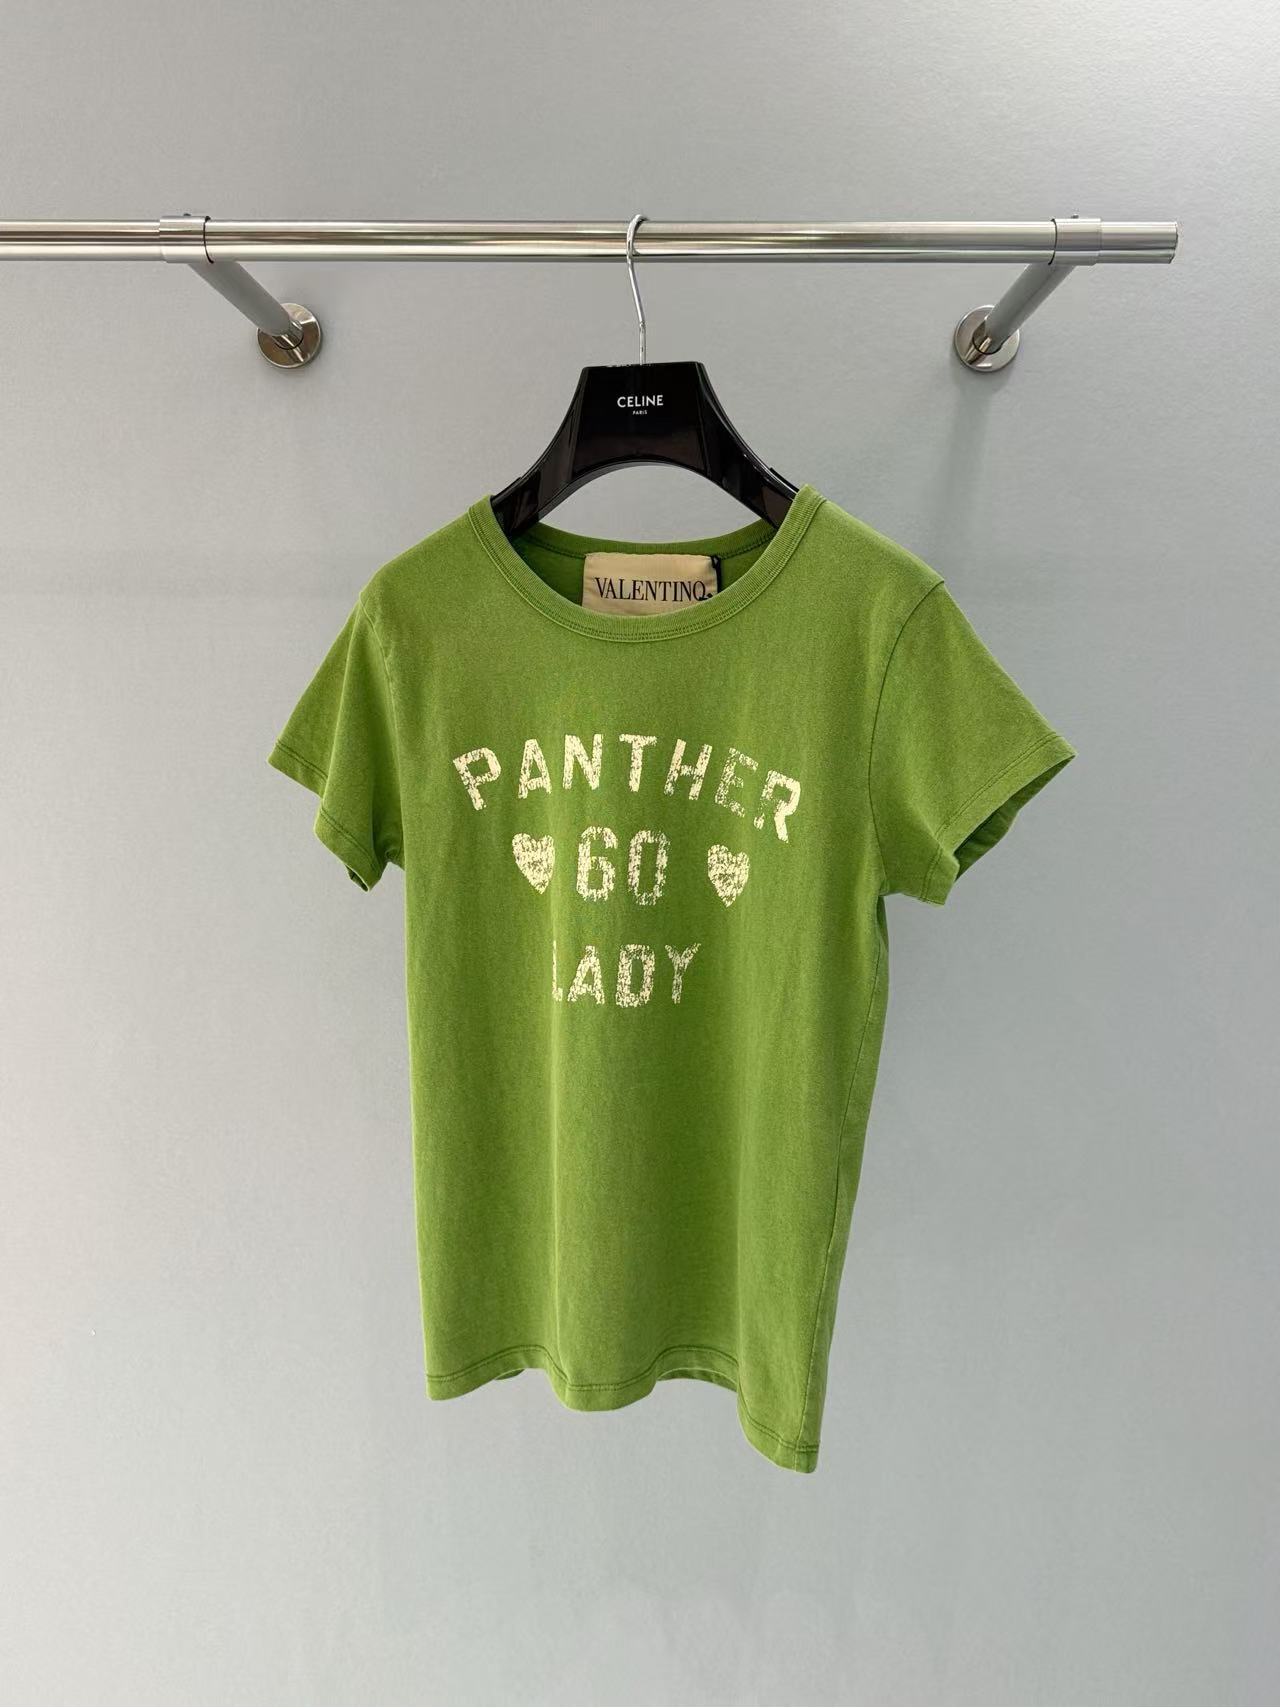 CELINE
PARIS
VALENTINO
PANTHER
60
LADY